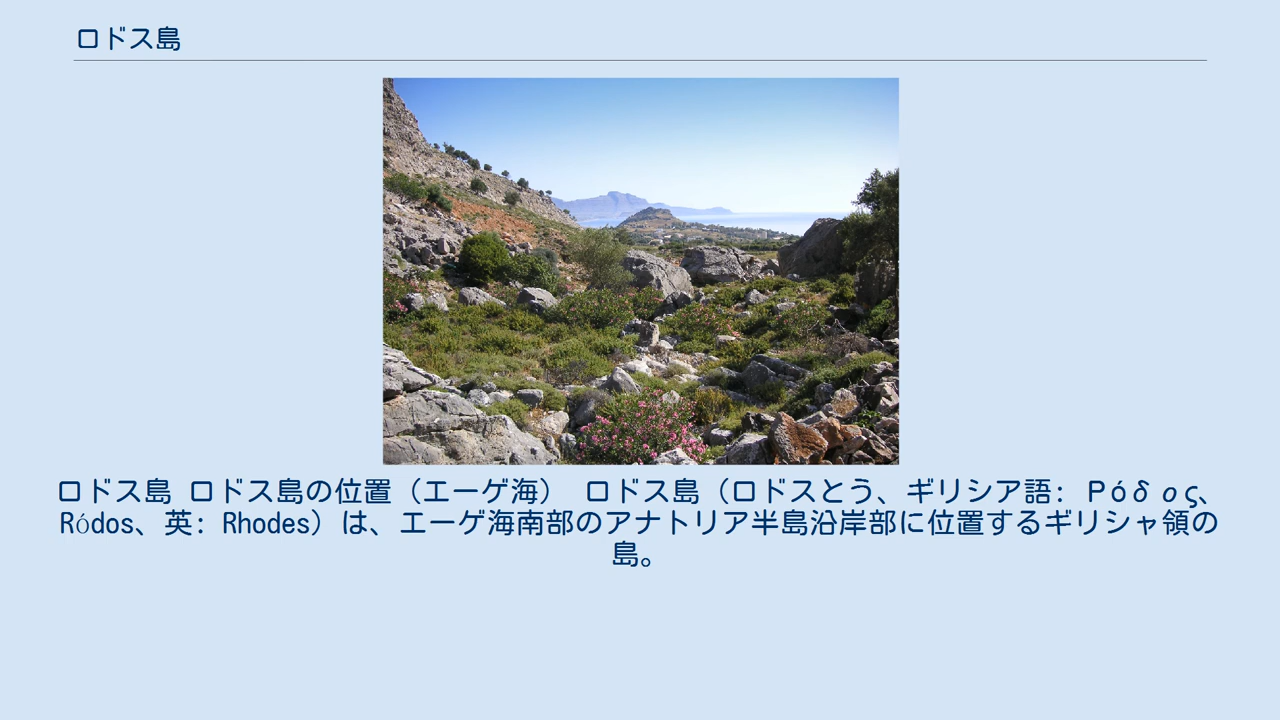 ロドス島
ロドス島 ロドス島の位置（エーゲ海） ロドス島（ロドスとう、ギリシア語: Ρόδος、
Ródos、英: Rhodes）は、エーゲ海南部のアナトリア半島沿岸部に位置するギリシャ領の
島。